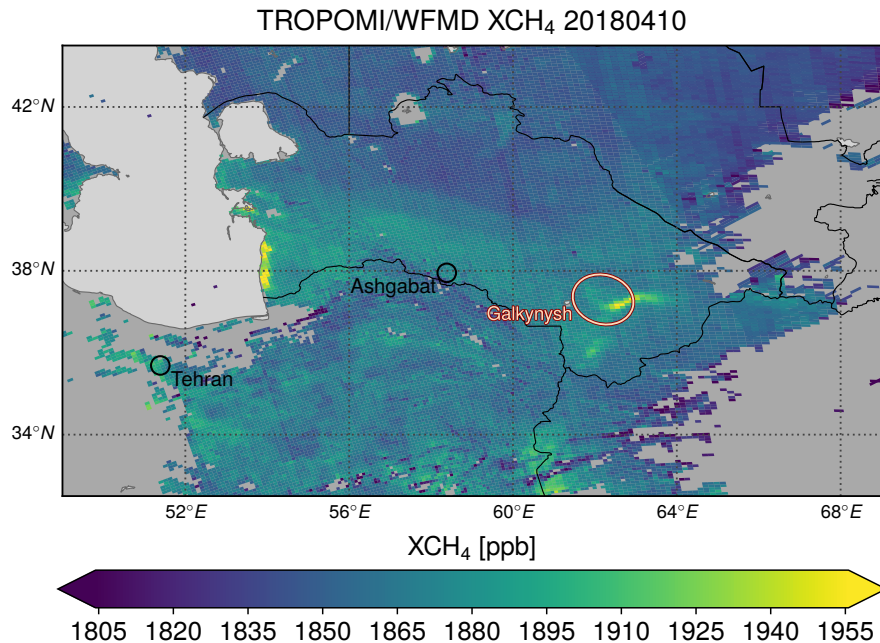 TROPOMI/WFMD XCH₄ 20180410
42°N
38°N
Ashgabat
Galkynysh
Tehran
34°N
52°E 56°E 60°E 64°E 68°E
XCH₄ [ppb]
1805 1820 1835 1850 1865 1880 1895 1910 1925 1940 1955